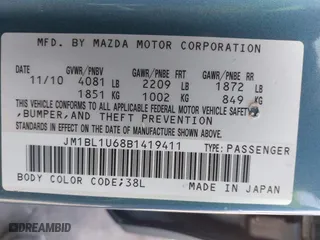 MFD. BY MAZDA MOTOR CORPORATION
DATE GVWR/PNBV GAWR/PNBE FRT GAWR/PNBE RR
11/10 4081 LB 2209 LB 1872 LB
1851 KG 1002 KG 849 KG
THIS VEHICLE CONFORMS TO ALL APPLICABLE FEDERAL MOTOR VEHICLE SAFETY
,BUMPER,AND THEFT PREVENTION
STANDARDS IN EFFECT ON THE DATE OF MANUFACTURE SHOWN ABOVE.
JM1BL1U68B1419411 TYPE:PASSENGER
BODY COLOR CODE;38L MADE IN JAPAN
DREAMBID